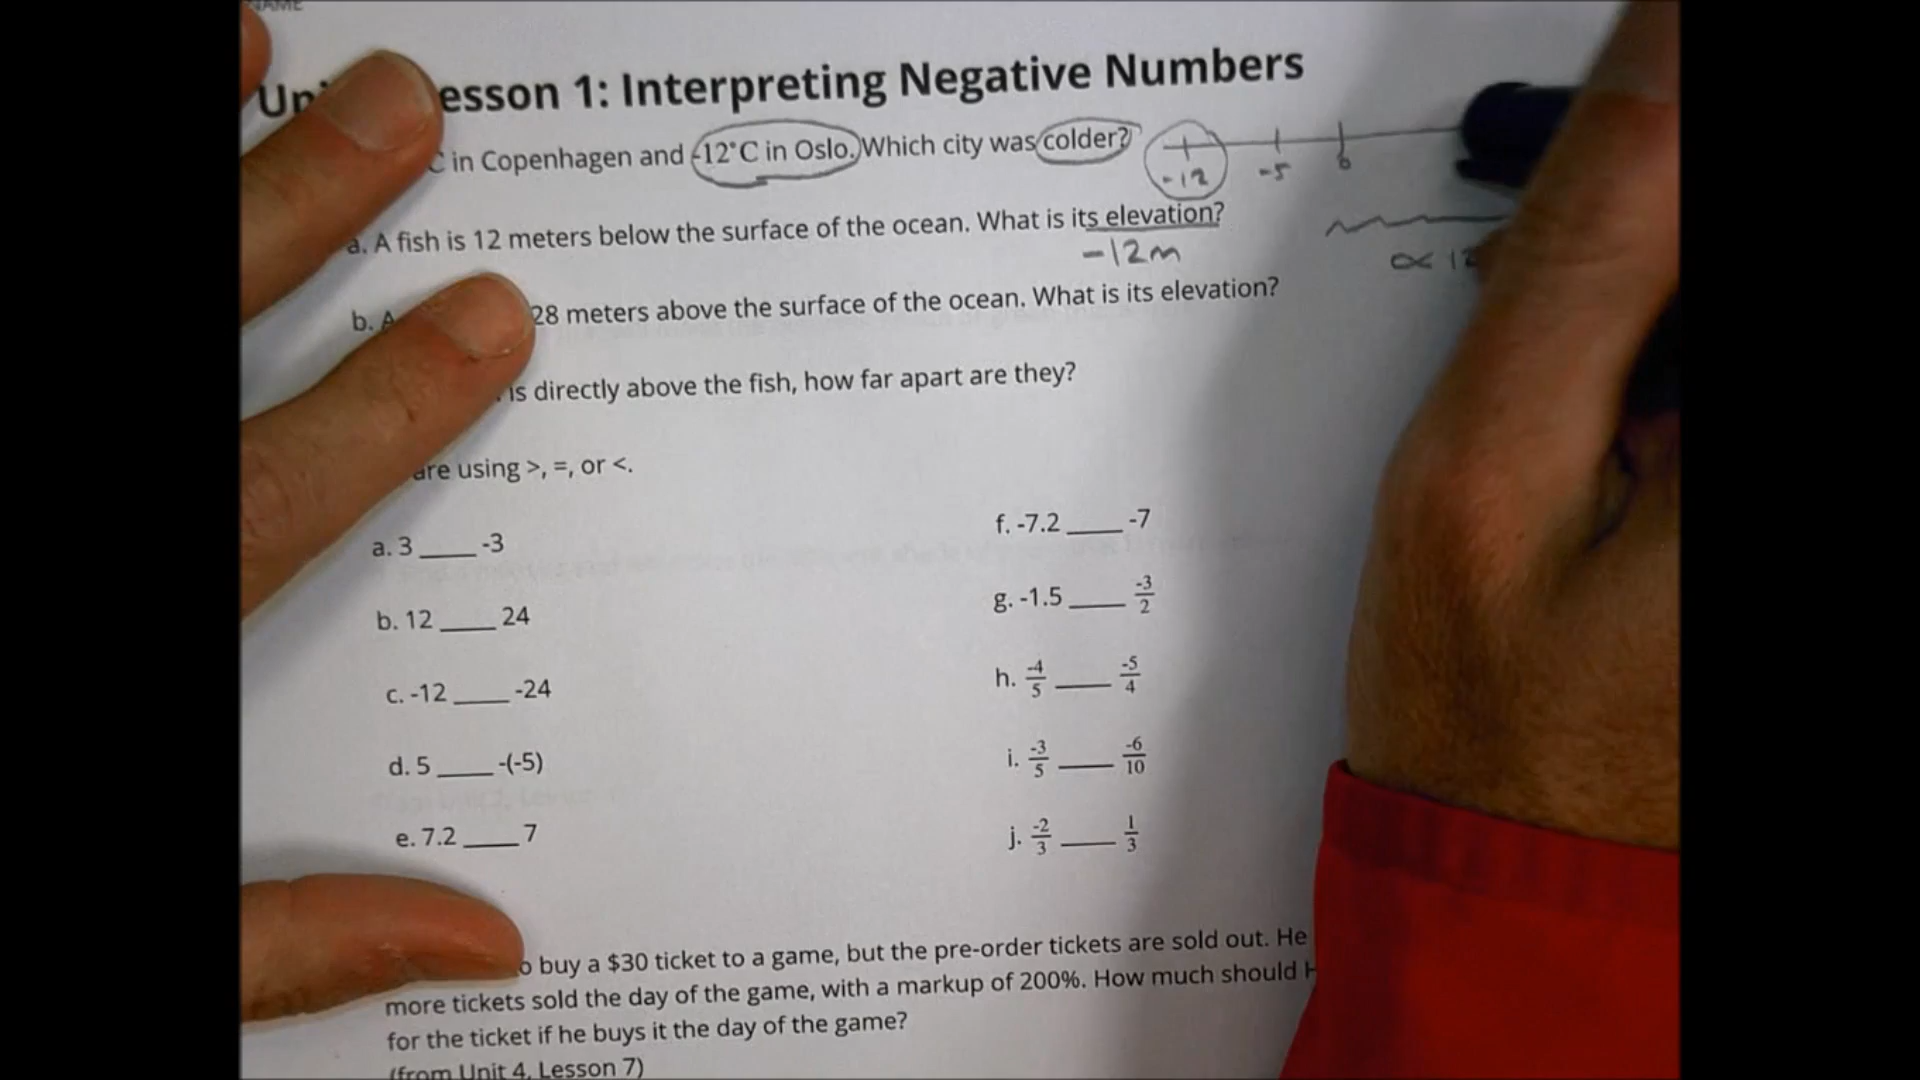 NAME
Uni esson 1: Interpreting Negative Numbers
C in Copenhagen and -12°C in Oslo. Which city was colder?
-12 -5 0
a. A fish is 12 meters below the surface of the ocean. What is its elevation?
-12m
12
b. A 28 meters above the surface of the ocean. What is its elevation?
is directly above the fish, how far apart are they?
are using >, =, or <.
a. 3 ____ -3
b. 12 ____ 24
c. -12 ____ -24
d. 5 ____ -(-5)
e. 7.2 ____ 7
f. -7.2 ____ -7
g. -1.5 ____ -3/2
h. -4/5 ____ -5/4
i. -3/5 ____ -6/10
j. -2/3 ____ 1/3
o buy a $30 ticket to a game, but the pre-order tickets are sold out. He
more tickets sold the day of the game, with a markup of 200%. How much should H
for the ticket if he buys it the day of the game?
(from Unit 4, Lesson 7)